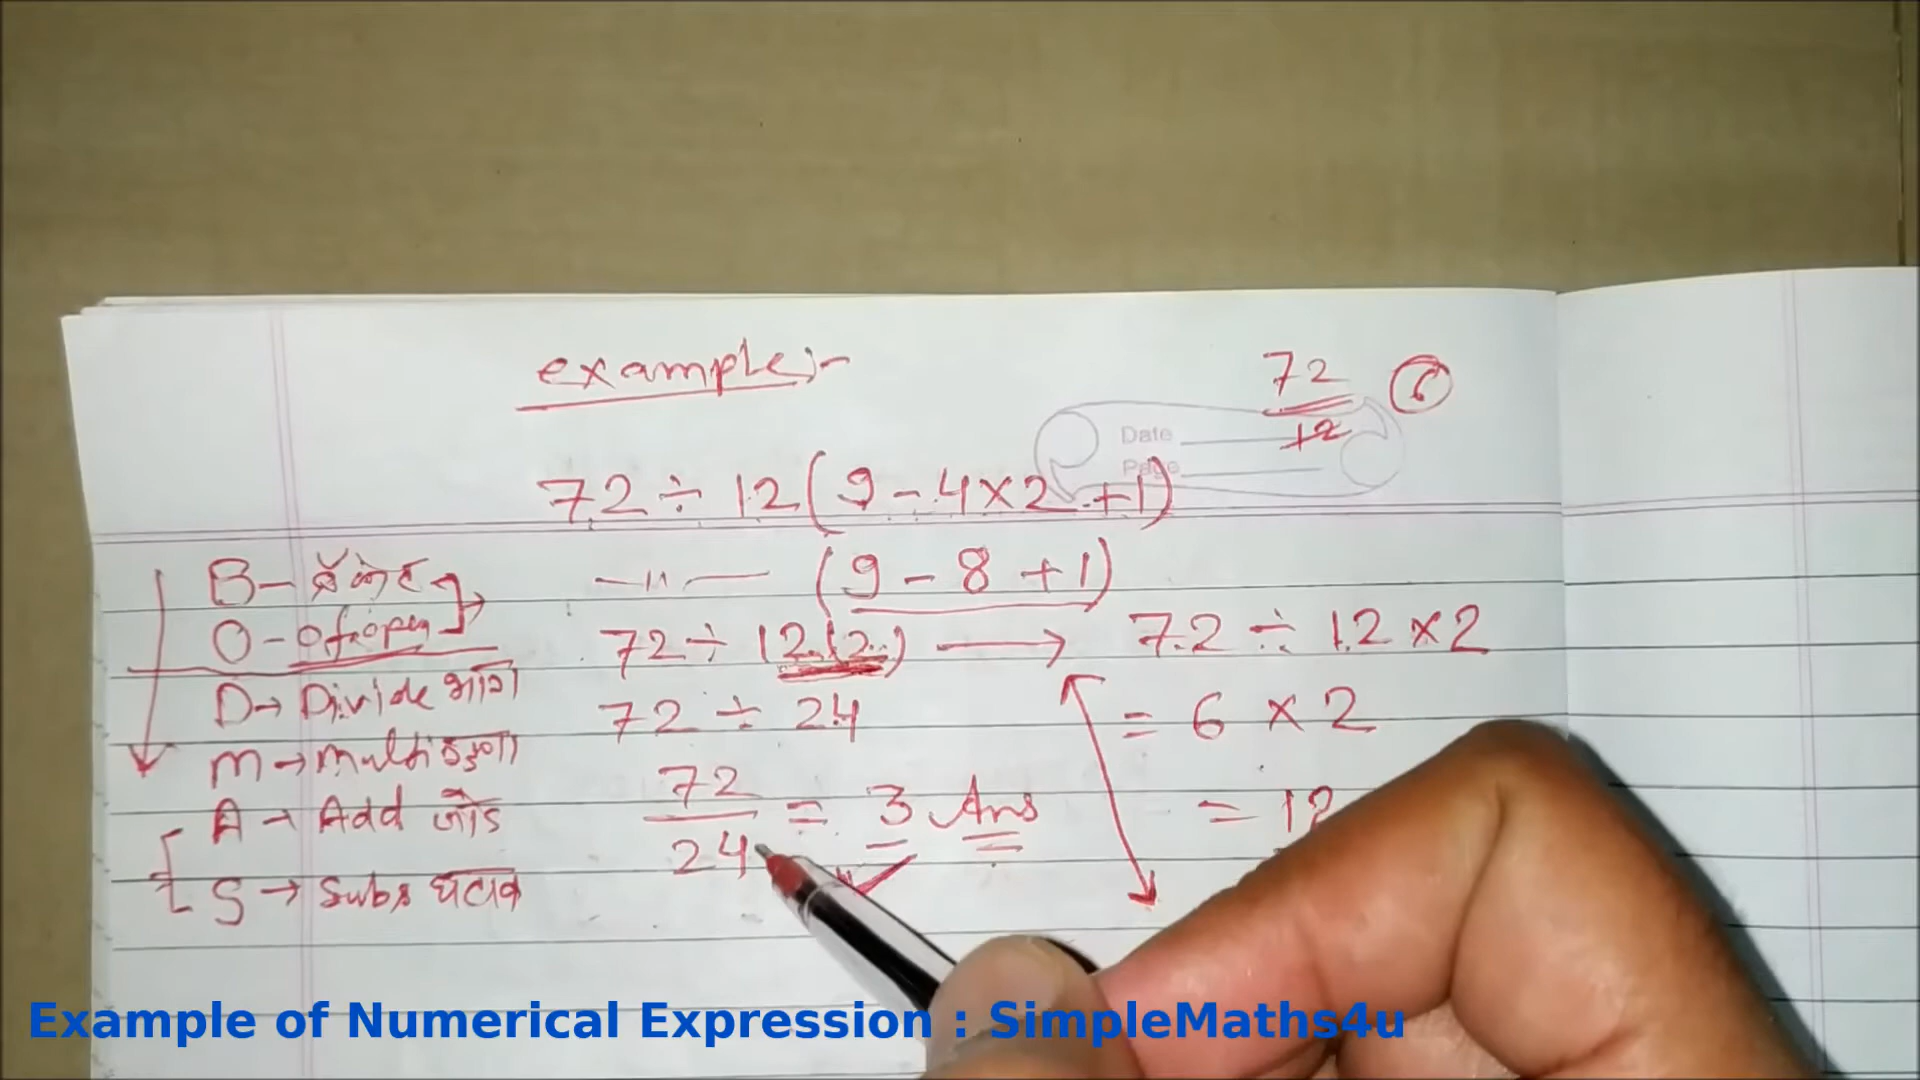 example:-
72
12
6
Date
Page
72 ÷ 12(9 - 4×2 +1)
B - ब्रैकेट
—"— (9 - 8 +1)
O - of open
72 ÷ 12(2) → 72 ÷ 12 × 2
D → Divide भाग
72 ÷ 24
= 6 × 2
M → Multi गुणा
72
24
= 3 Ans
= 12
A → Add जोड़
S → Subs घटाव
Example of Numerical Expression : SimpleMaths4u